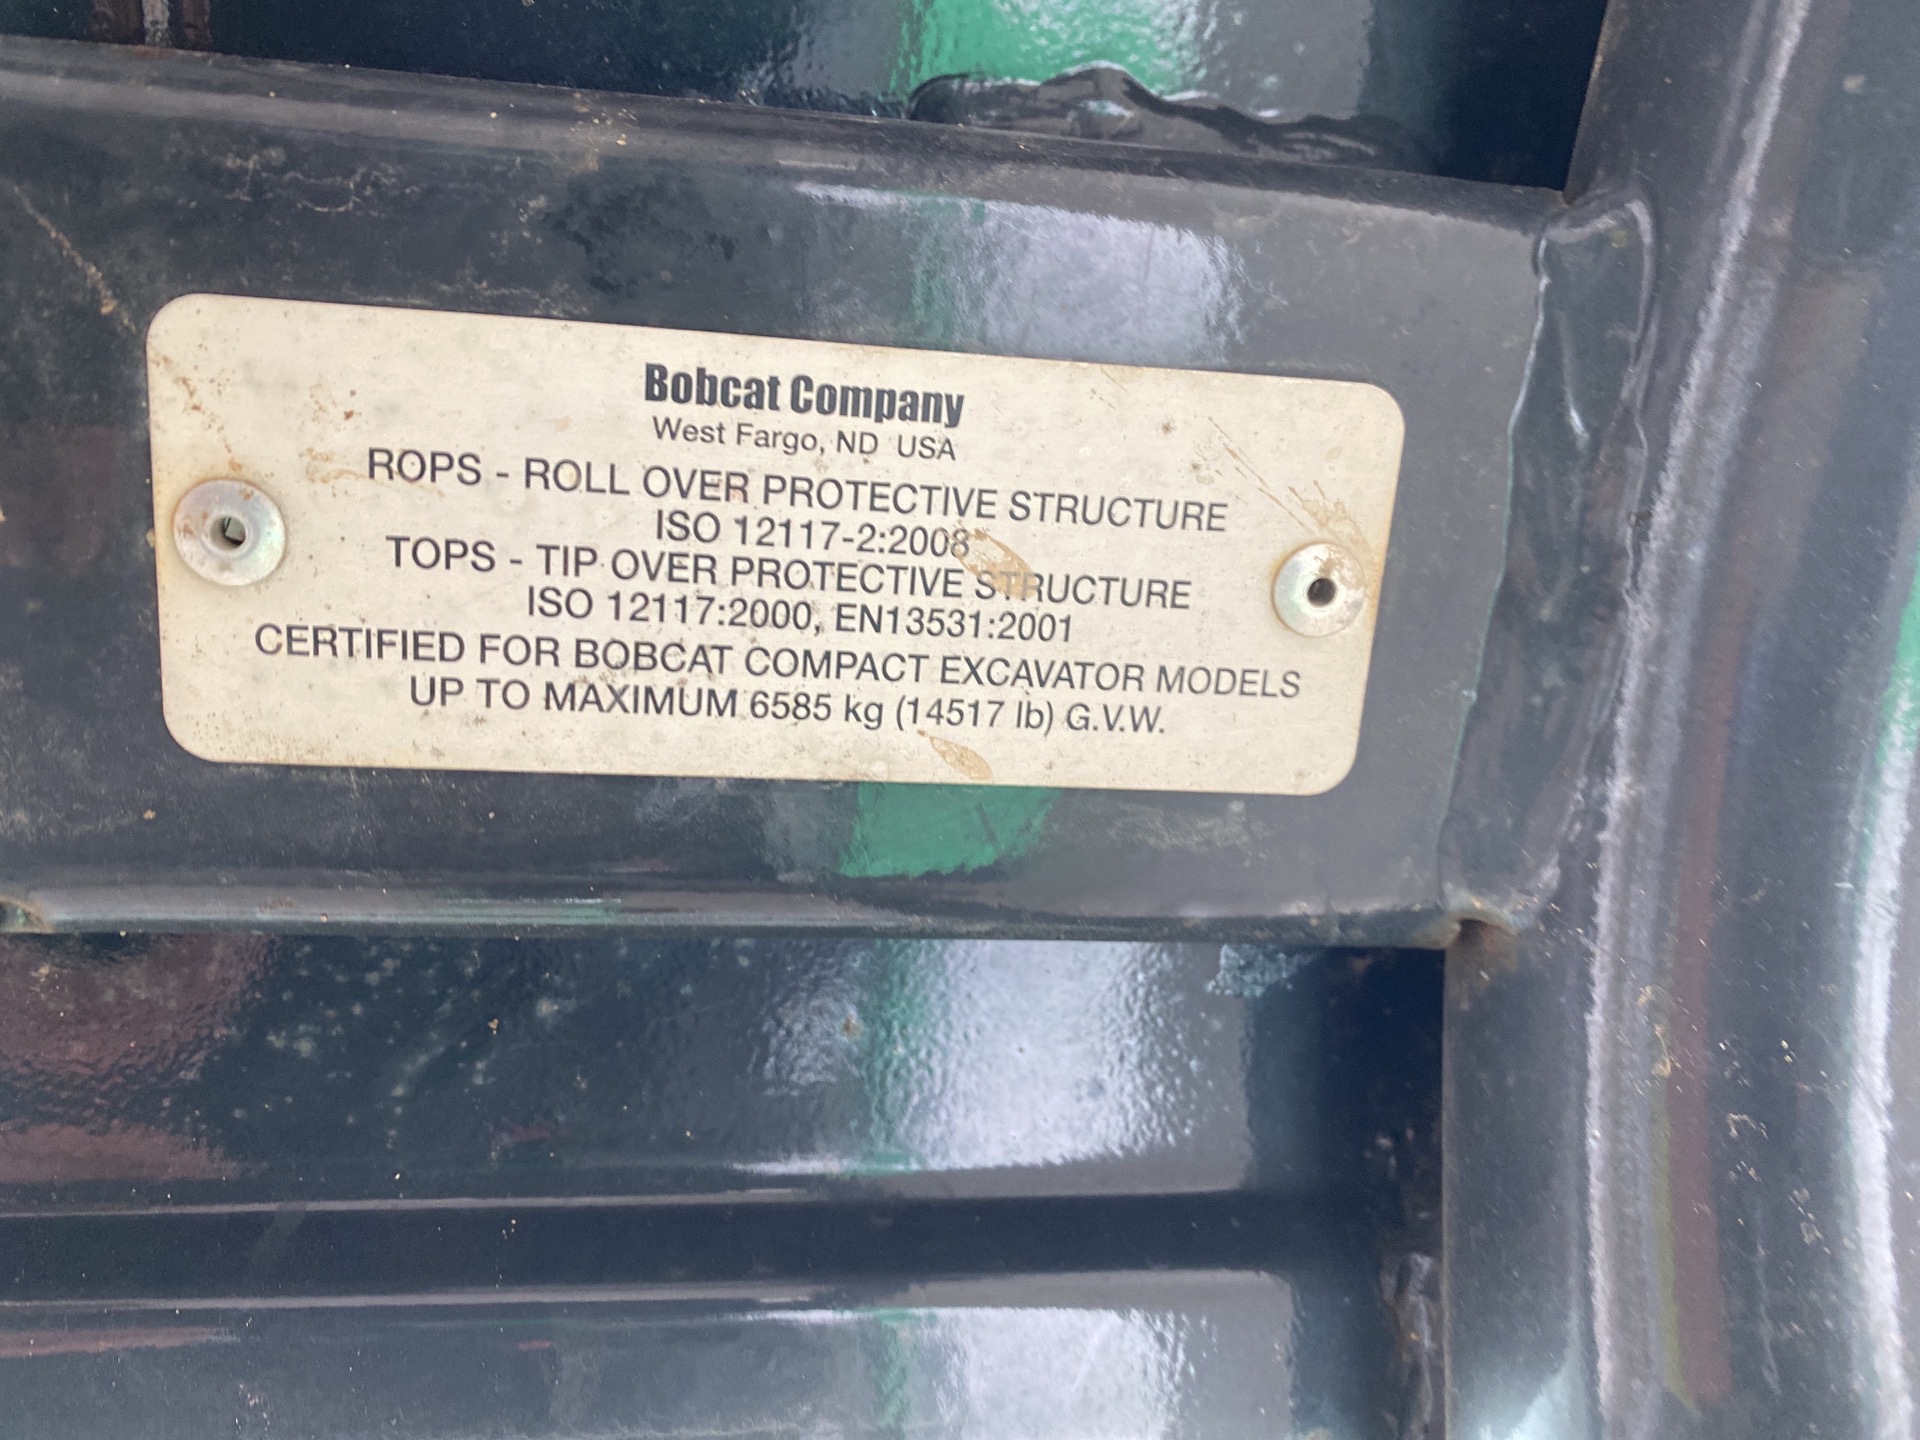 Bobcat Company
West Fargo, ND USA
ROPS - ROLL OVER PROTECTIVE STRUCTURE
ISO 12117-2:2008
TOPS - TIP OVER PROTECTIVE STRUCTURE
ISO 12117:2000, EN13531:2001
CERTIFIED FOR BOBCAT COMPACT EXCAVATOR MODELS
UP TO MAXIMUM 6585 kg (14517 lb) G.V.W.